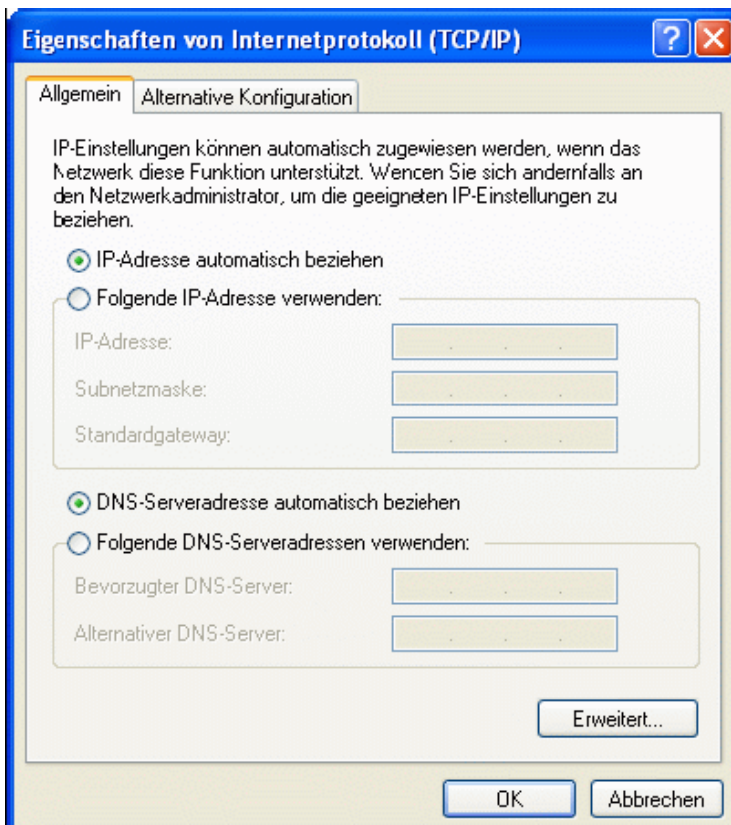 Eigenschaften von Internetprotokoll (TCP/IP)
Allgemein
Alternative Konfiguration
IP-Einstellungen können automatisch zugewiesen werden, wenn das
Netzwerk diese Funktion unterstützt. Wencen Sie sich andernfalls an
den Netzwerkadministrator, um die geeigneten IP-Einstellungen zu
beziehen.
IP-Adresse automatisch beziehen
Folgende IP-Adresse verwenden:
IP-Adresse:
Subnetzmaske:
Standardgateway:
DNS-Serveradresse automatisch beziehen
Folgende DNS-Serveradressen verwenden:
Bevorzugter DNS-Server:
Alternativer DNS-Server:
Erweitert...
OK
Abbrechen